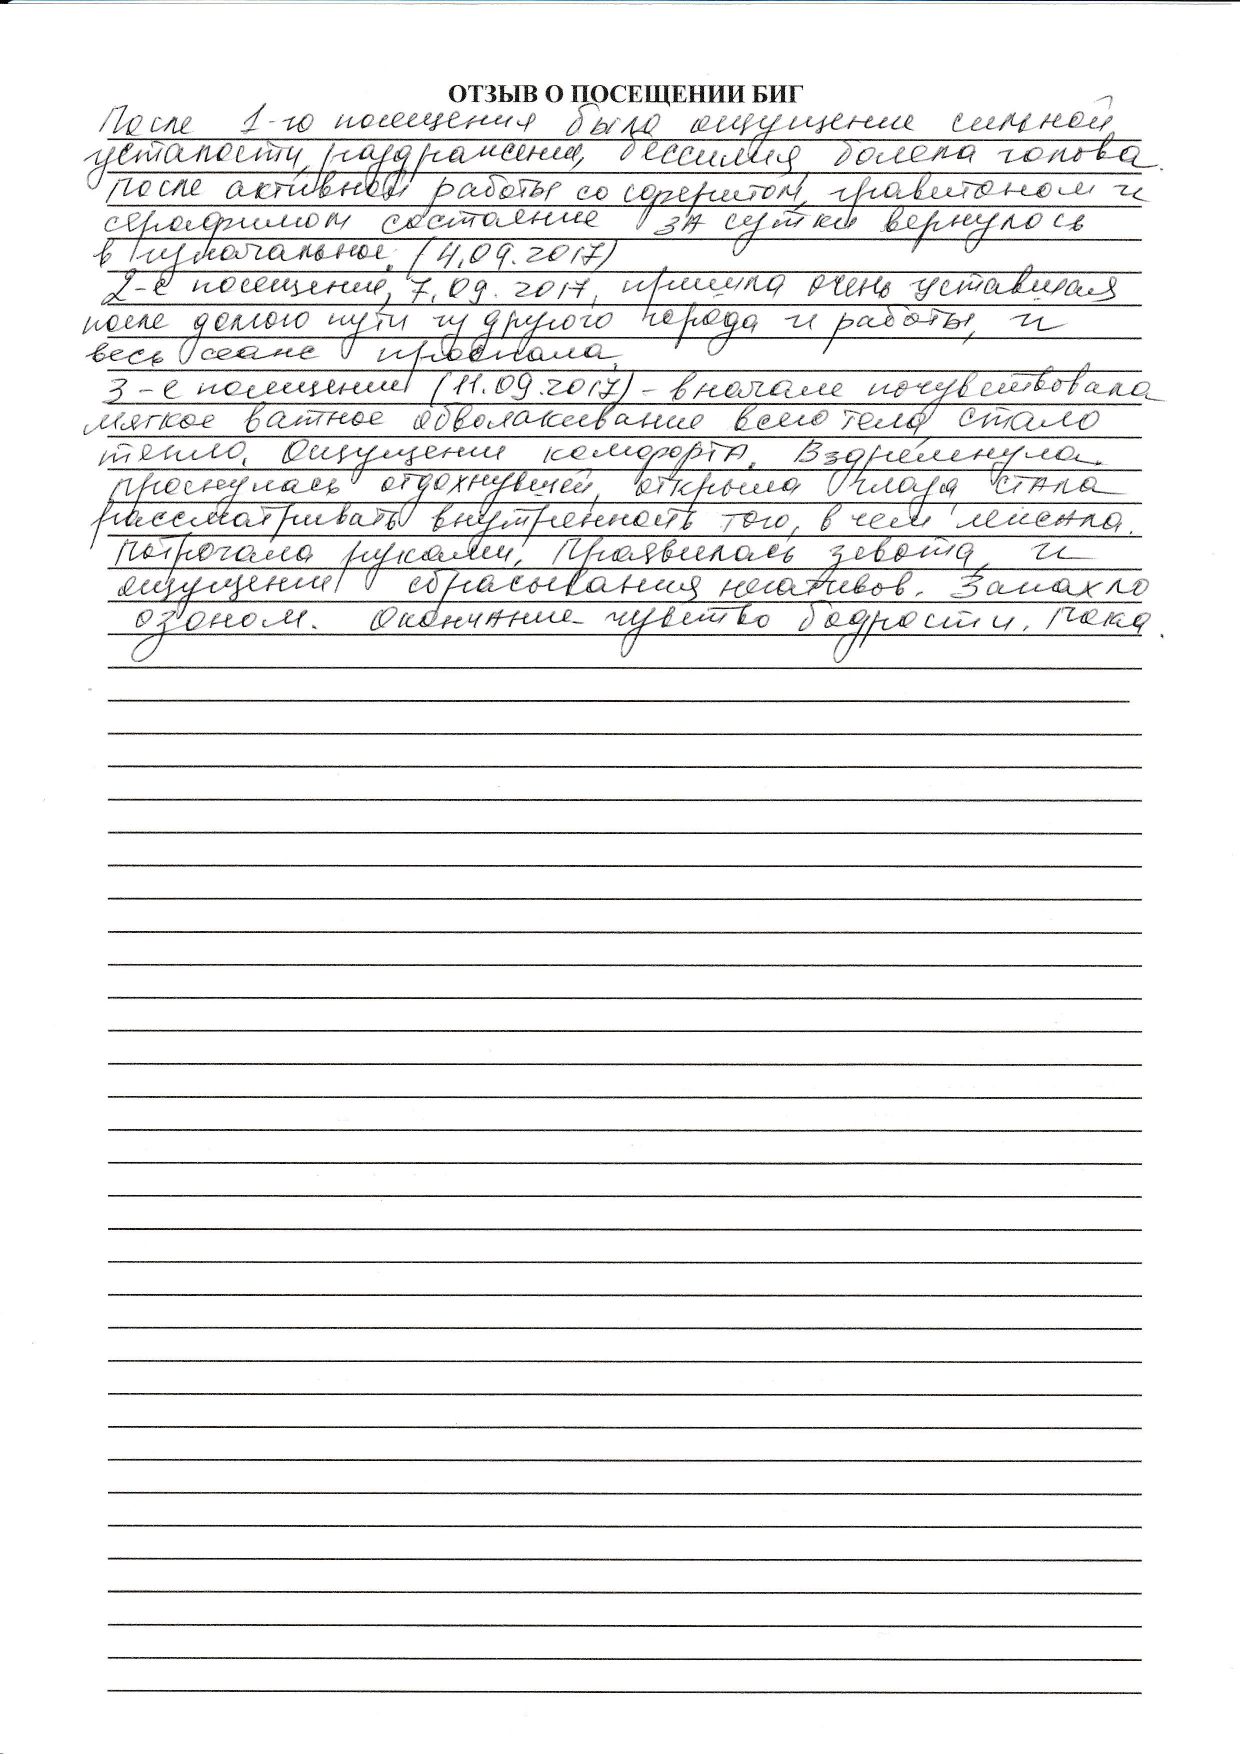 ОТЗЫВ О ПОСЕЩЕНИИ БИГ
После 1-го посещения было ощущение сильной
усталости, раздражения, бессилия, болела голова.
После активной работы со сферитом, гравитоном и
серафимом состояние за сутки вернулось
в изначальное. (4.09.2017)
2-е посещение, 7.09.2017, пришла очень уставшая
после долгого пути из другого города и работы, и
весь сеанс проспала.
3-е посещение (11.09.2017) - вначале почувствовала
мягкое ватное обволакивание всего тела, стало
тепло. Ощущение комфорта. Вздремнула.
Проснулась отдохнувшей, открыла глаза, стала
рассматривать внутренность того, в чем лежала.
Потрогала руками. Проявилась зевота, и
ощущение сбрасывания негативов. Запахло
озоном. Окончание - чувство бодрости. Пока.